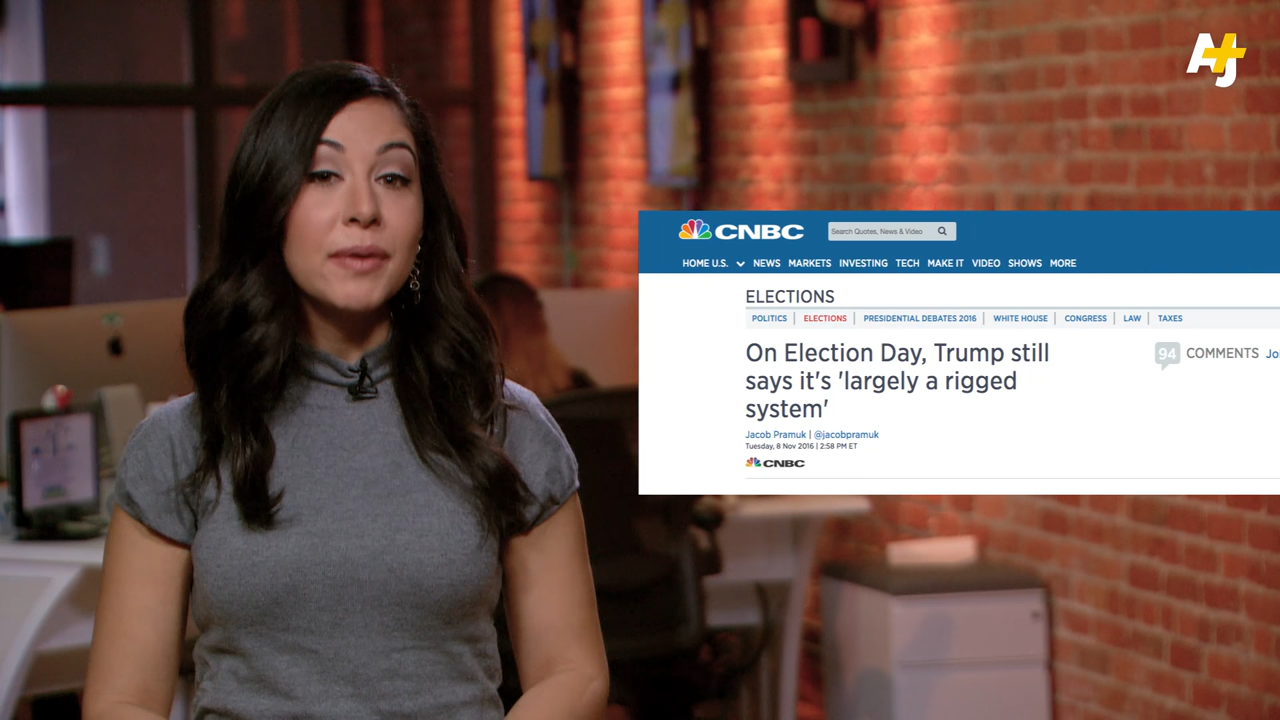 AJ+
CNBC
Search Quotes, News & Video
HOME U.S. NEWS MARKETS INVESTING TECH MAKE IT VIDEO SHOWS MORE
ELECTIONS
POLITICS | ELECTIONS | PRESIDENTIAL DEBATES 2016 | WHITE HOUSE | CONGRESS | LAW | TAXES
On Election Day, Trump still
says it's 'largely a rigged
system'
94 COMMENTS Jo
Jacob Pramuk | @jacobpramuk
Tuesday, 8 Nov 2016 | 2:58 PM ET
CNBC